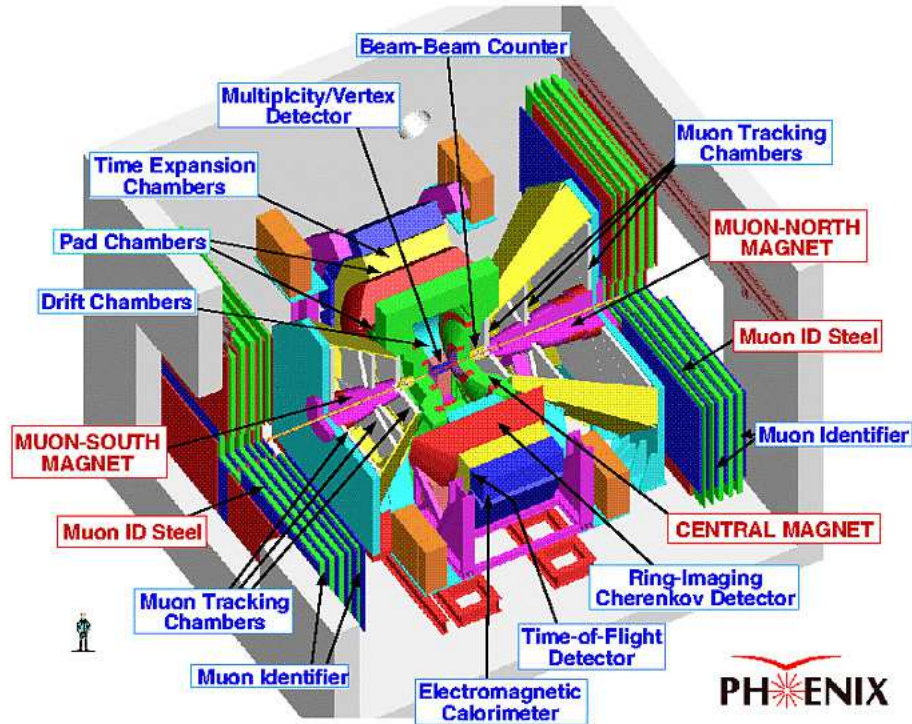 Beam-Beam Counter
Multiplcity/Vertex
Detector
Muon Tracking
Chambers
Time Expansion
Chambers
Pad Chambers
MUON-NORTH
MAGNET
Drift Chambers
Muon ID Steel
MUON-SOUTH
MAGNET
Muon Identifier
Muon ID Steel
CENTRAL MAGNET
Ring-Imaging
Cherenkov Detector
Muon Tracking
Chambers
Time-of-Flight
Detector
Muon Identifier
Electromagnetic
Calorimeter
PHENIX